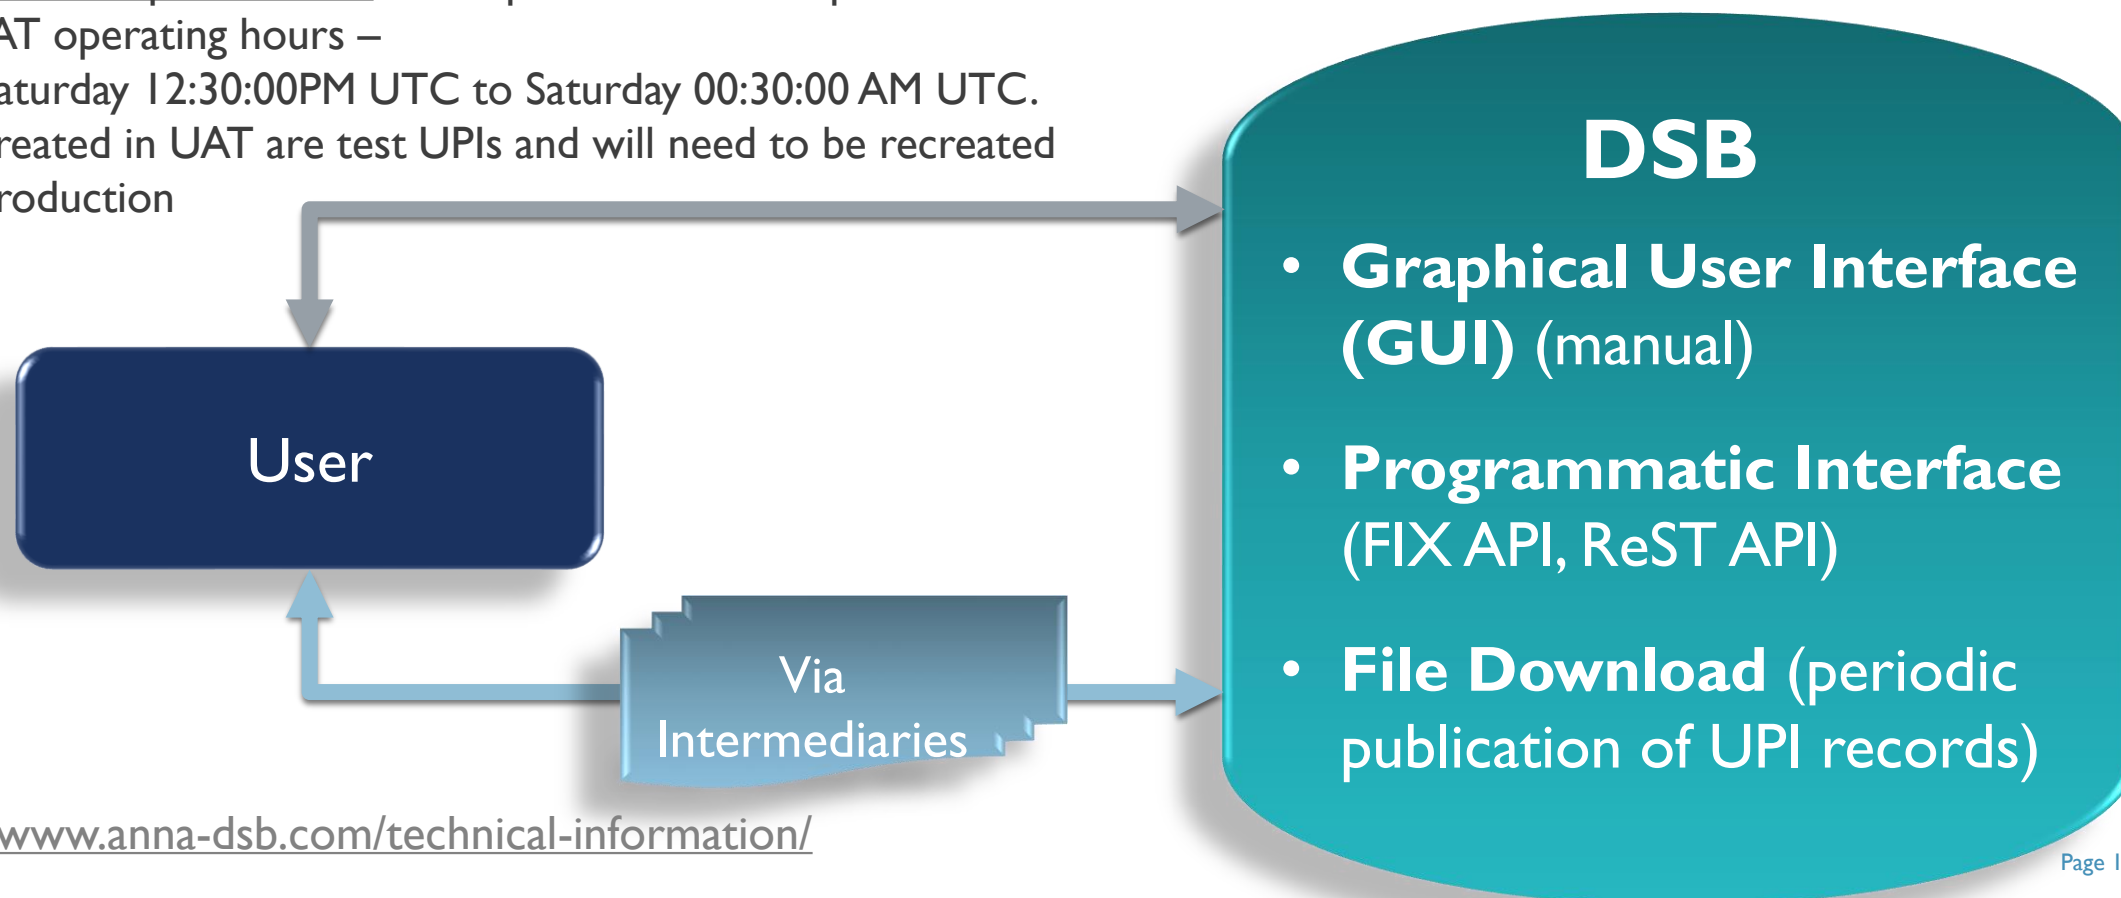 AT operating hours –
aturday 12:30:00PM UTC to Saturday 00:30:00 AM UTC.
reated in UAT are test UPIs and will need to be recreated
roduction
DSB
• Graphical User Interface
(GUI) (manual)
• Programmatic Interface
(FIX API, ReST API)
• File Download (periodic
publication of UPI records)
User
Via
Intermediaries
www.anna-dsb.com/technical-information/
Page 1